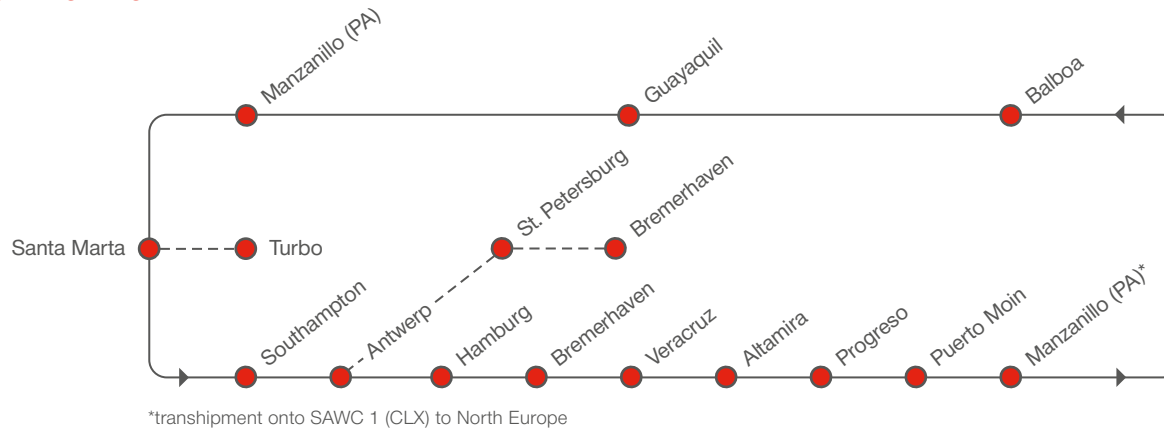 Manzanillo (PA)
Guayaquil
Balboa
Santa Marta
Turbo
St. Petersburg
Bremerhaven
Southampton
Antwerp
Hamburg
Bremerhaven
Veracruz
Altamira
Progreso
Puerto Moin
Manzanillo (PA)*
*transhipment onto SAWC 1 (CLX) to North Europe